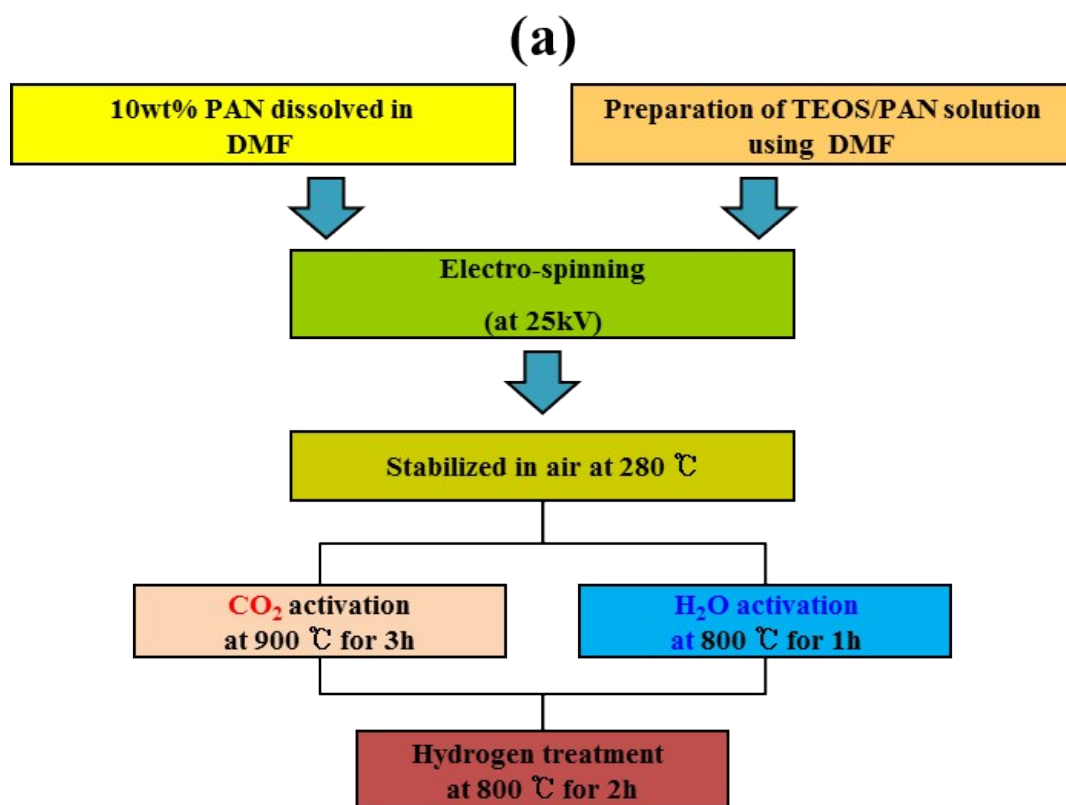 (a)
10wt% PAN dissolved in
DMF
Preparation of TEOS/PAN solution
using DMF
Electro-spinning
(at 25kV)
Stabilized in air at 280 ℃
CO₂ activation
at 900 ℃ for 3h
H₂O activation
at 800 ℃ for 1h
Hydrogen treatment
at 800 ℃ for 2h